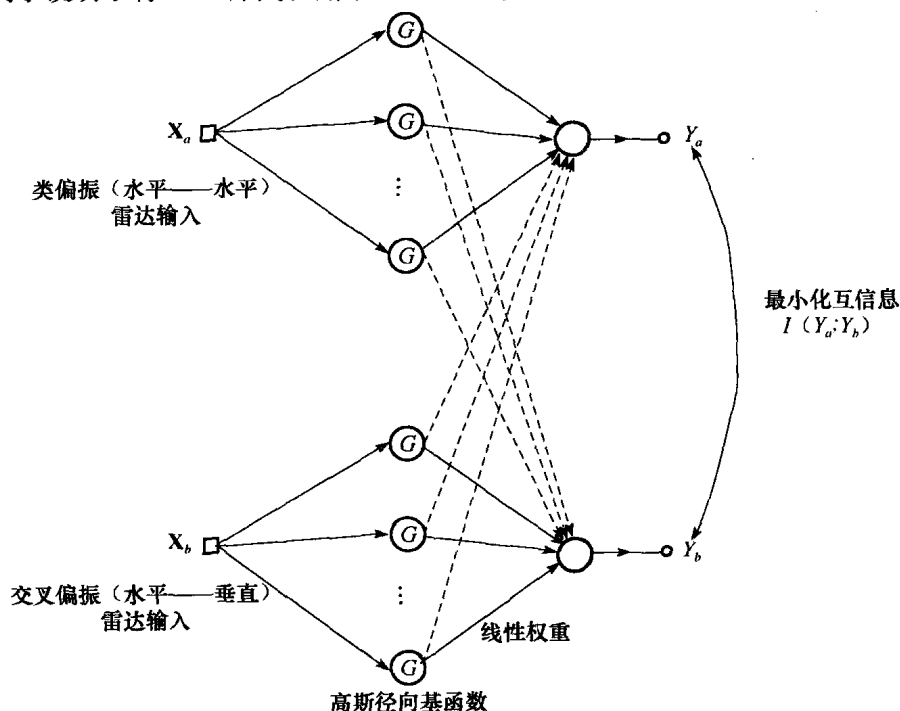 G
X_a
G
Y_a
类偏振（水平——水平）
雷达输入
⋮
G
最小化互信息
I（Y_a;Y_b）
G
X_b
G
Y_b
交叉偏振（水平——垂直）
雷达输入
⋮
线性权重
G
高斯径向基函数